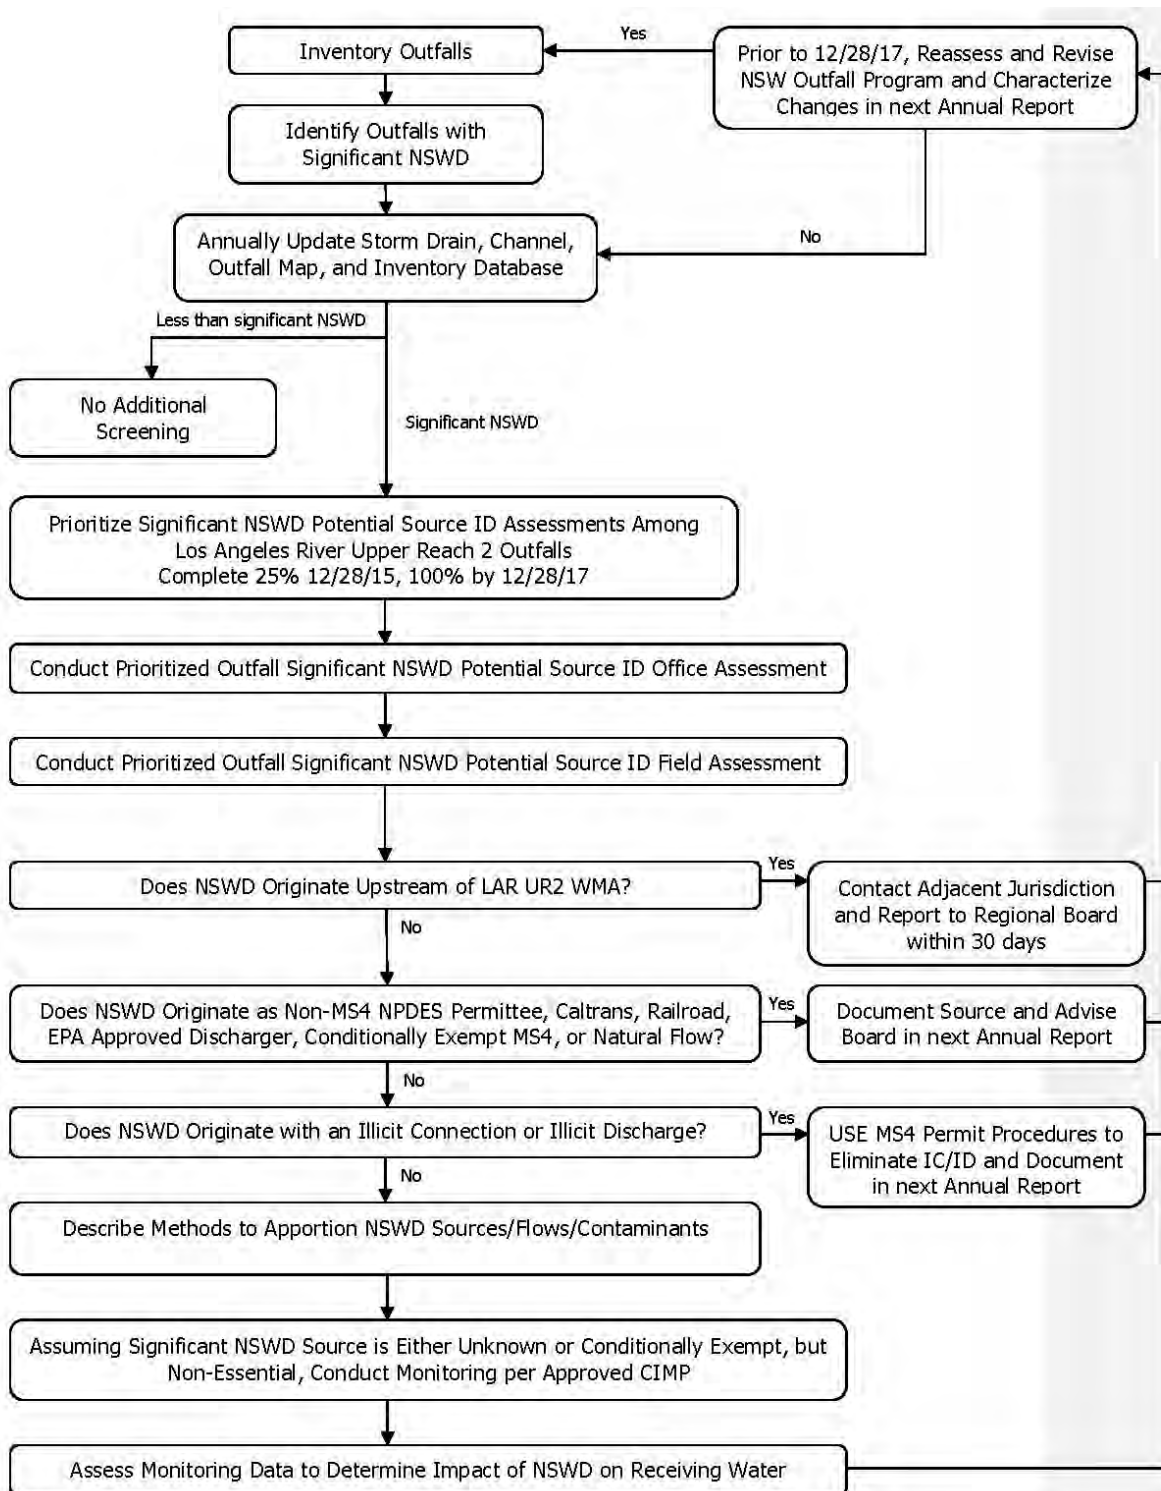 Inventory Outfalls
Yes
Prior to 12/28/17, Reassess and Revise
NSW Outfall Program and Characterize
Changes in next Annual Report
Identify Outfalls with
Significant NSWD
Annually Update Storm Drain, Channel,
Outfall Map, and Inventory Database
No
Less than significant NSWD
No Additional
Screening
Significant NSWD
Prioritize Significant NSWD Potential Source ID Assessments Among
Los Angeles River Upper Reach 2 Outfalls
Complete 25% 12/28/15, 100% by 12/28/17
Conduct Prioritized Outfall Significant NSWD Potential Source ID Office Assessment
Conduct Prioritized Outfall Significant NSWD Potential Source ID Field Assessment
Does NSWD Originate Upstream of LAR UR2 WMA?
Yes
Contact Adjacent Jurisdiction
and Report to Regional Board
within 30 days
No
Does NSWD Originate as Non-MS4 NPDES Permittee, Caltrans, Railroad,
EPA Approved Discharger, Conditionally Exempt MS4, or Natural Flow?
Yes
Document Source and Advise
Board in next Annual Report
No
Does NSWD Originate with an Illicit Connection or Illicit Discharge?
Yes
USE MS4 Permit Procedures to
Eliminate IC/ID and Document
in next Annual Report
No
Describe Methods to Apportion NSWD Sources/Flows/Contaminants
Assuming Significant NSWD Source is Either Unknown or Conditionally Exempt, but
Non-Essential, Conduct Monitoring per Approved CIMP
Assess Monitoring Data to Determine Impact of NSWD on Receiving Water